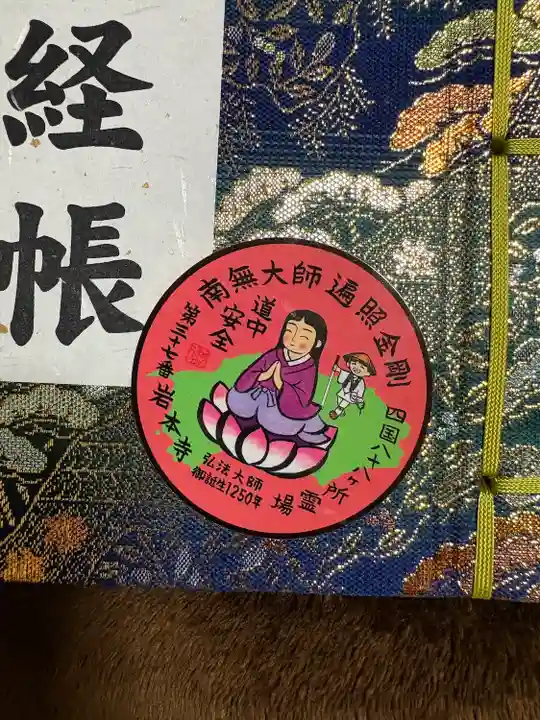 経帳
南無大師遍照金剛
道中
安全
第三十七番 岩本寺
四国八十八ヶ所
霊場
弘法大師
御誕生1250年